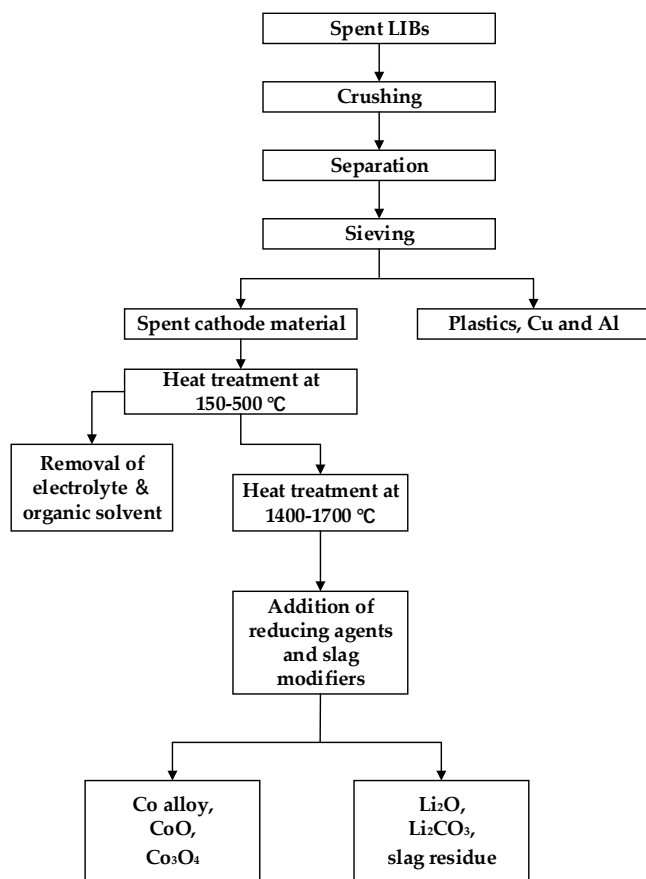 Spent LIBs
Crushing
Separation
Sieving
Spent cathode material
Plastics, Cu and Al
Heat treatment at
150-500 ℃
Removal of
electrolyte &
organic solvent
Heat treatment at
1400-1700 ℃
Addition of
reducing agents
and slag
modifiers
Co alloy,
CoO,
Co₃O₄
Li₂O,
Li₂CO₃,
slag residue